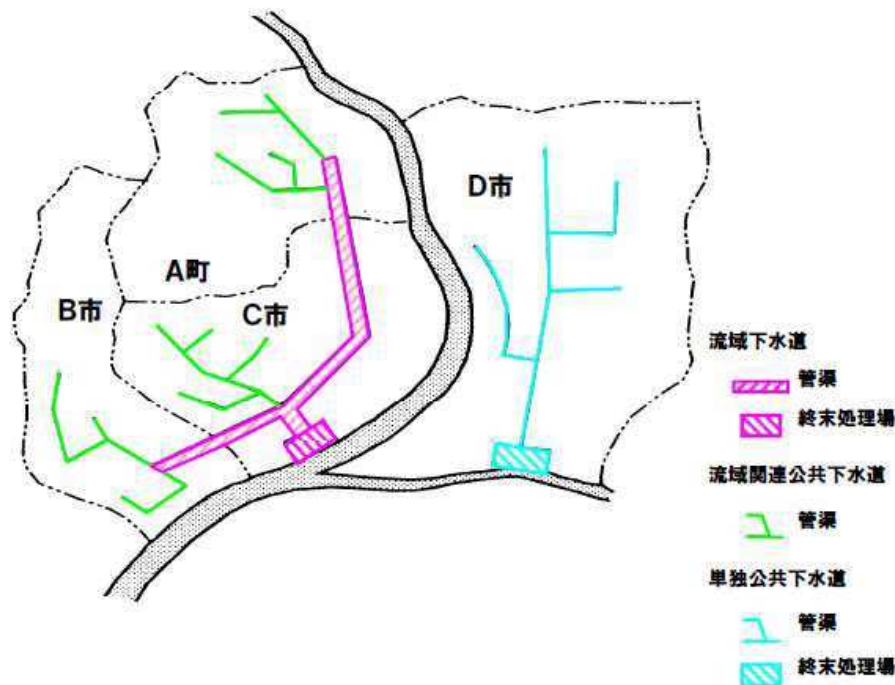 D市
A町
B市
C市
流域下水道
管渠
終末処理場
流域関連公共下水道
管渠
単独公共下水道
管渠
終末処理場